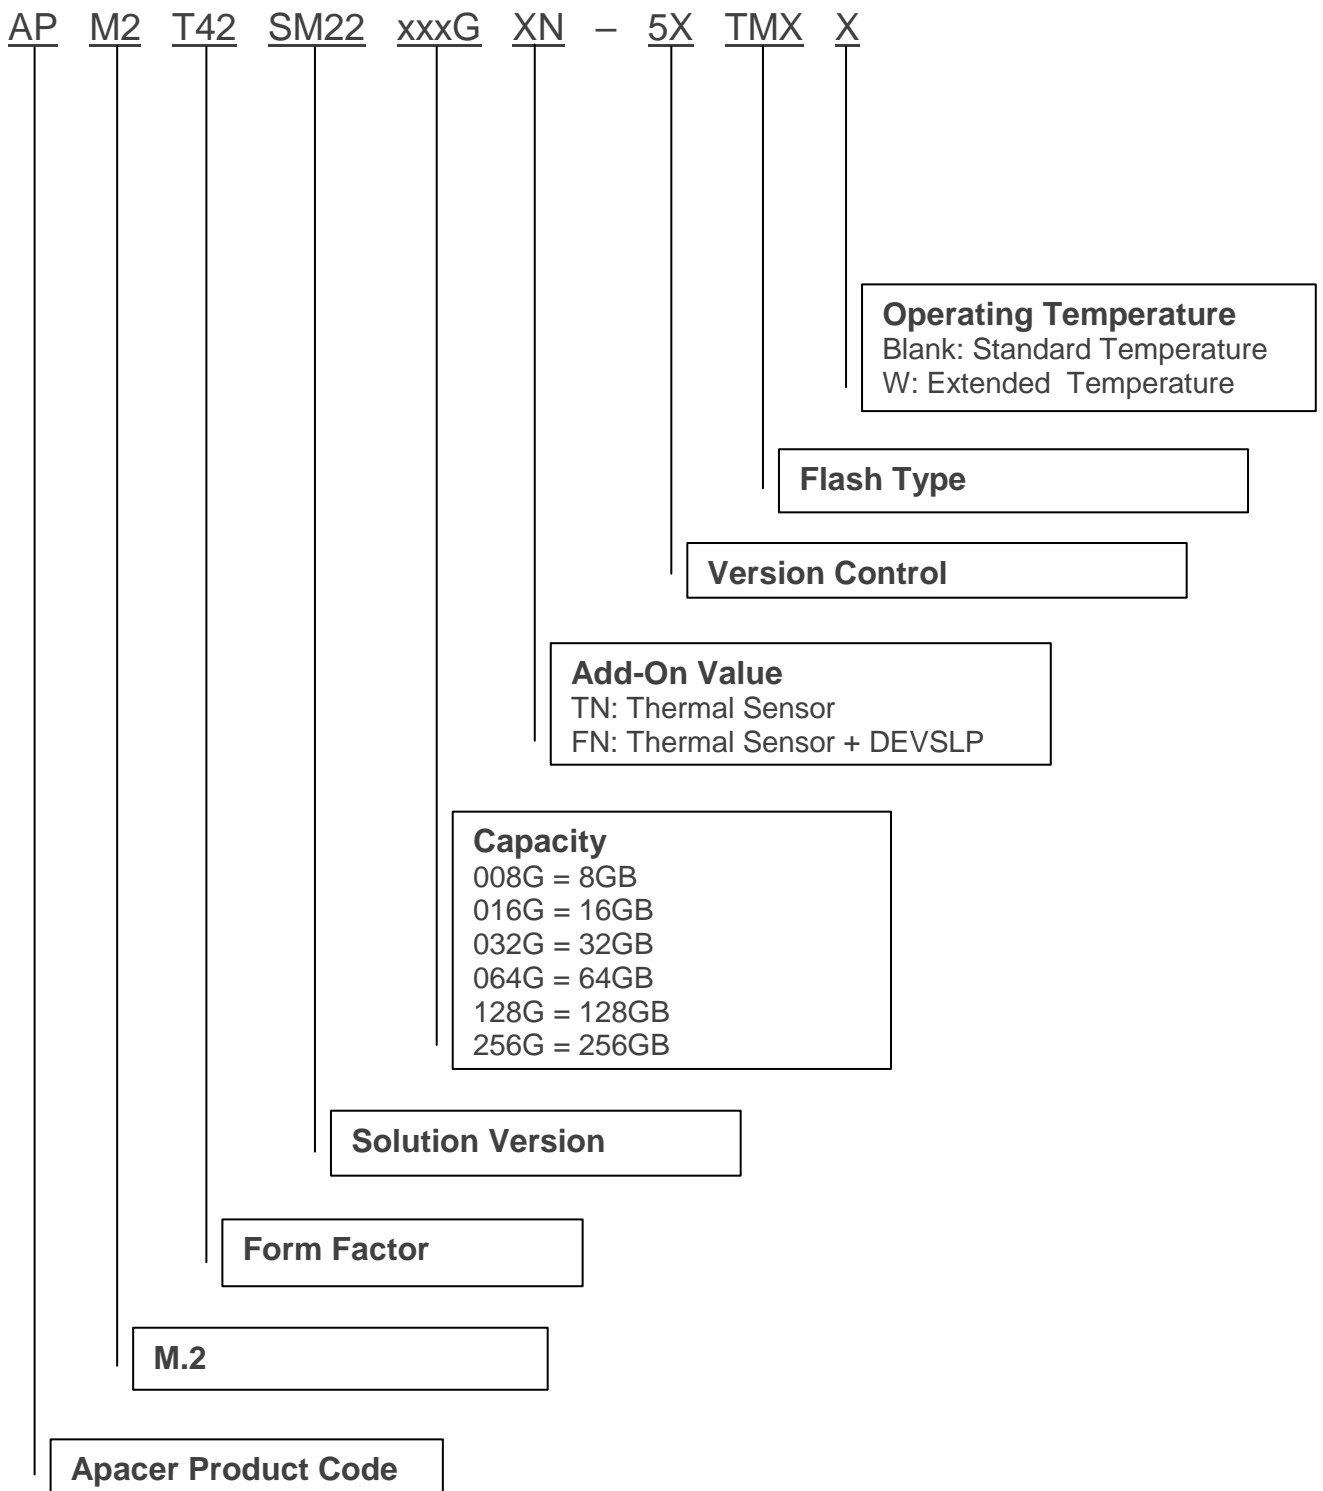 AP M2 T42 SM22 xxxG XN – 5X TMX X
Operating Temperature
Blank: Standard Temperature
W: Extended Temperature
Flash Type
Version Control
Add-On Value
TN: Thermal Sensor
FN: Thermal Sensor + DEVSLP
Capacity
008G = 8GB
016G = 16GB
032G = 32GB
064G = 64GB
128G = 128GB
256G = 256GB
Solution Version
Form Factor
M.2
Apacer Product Code